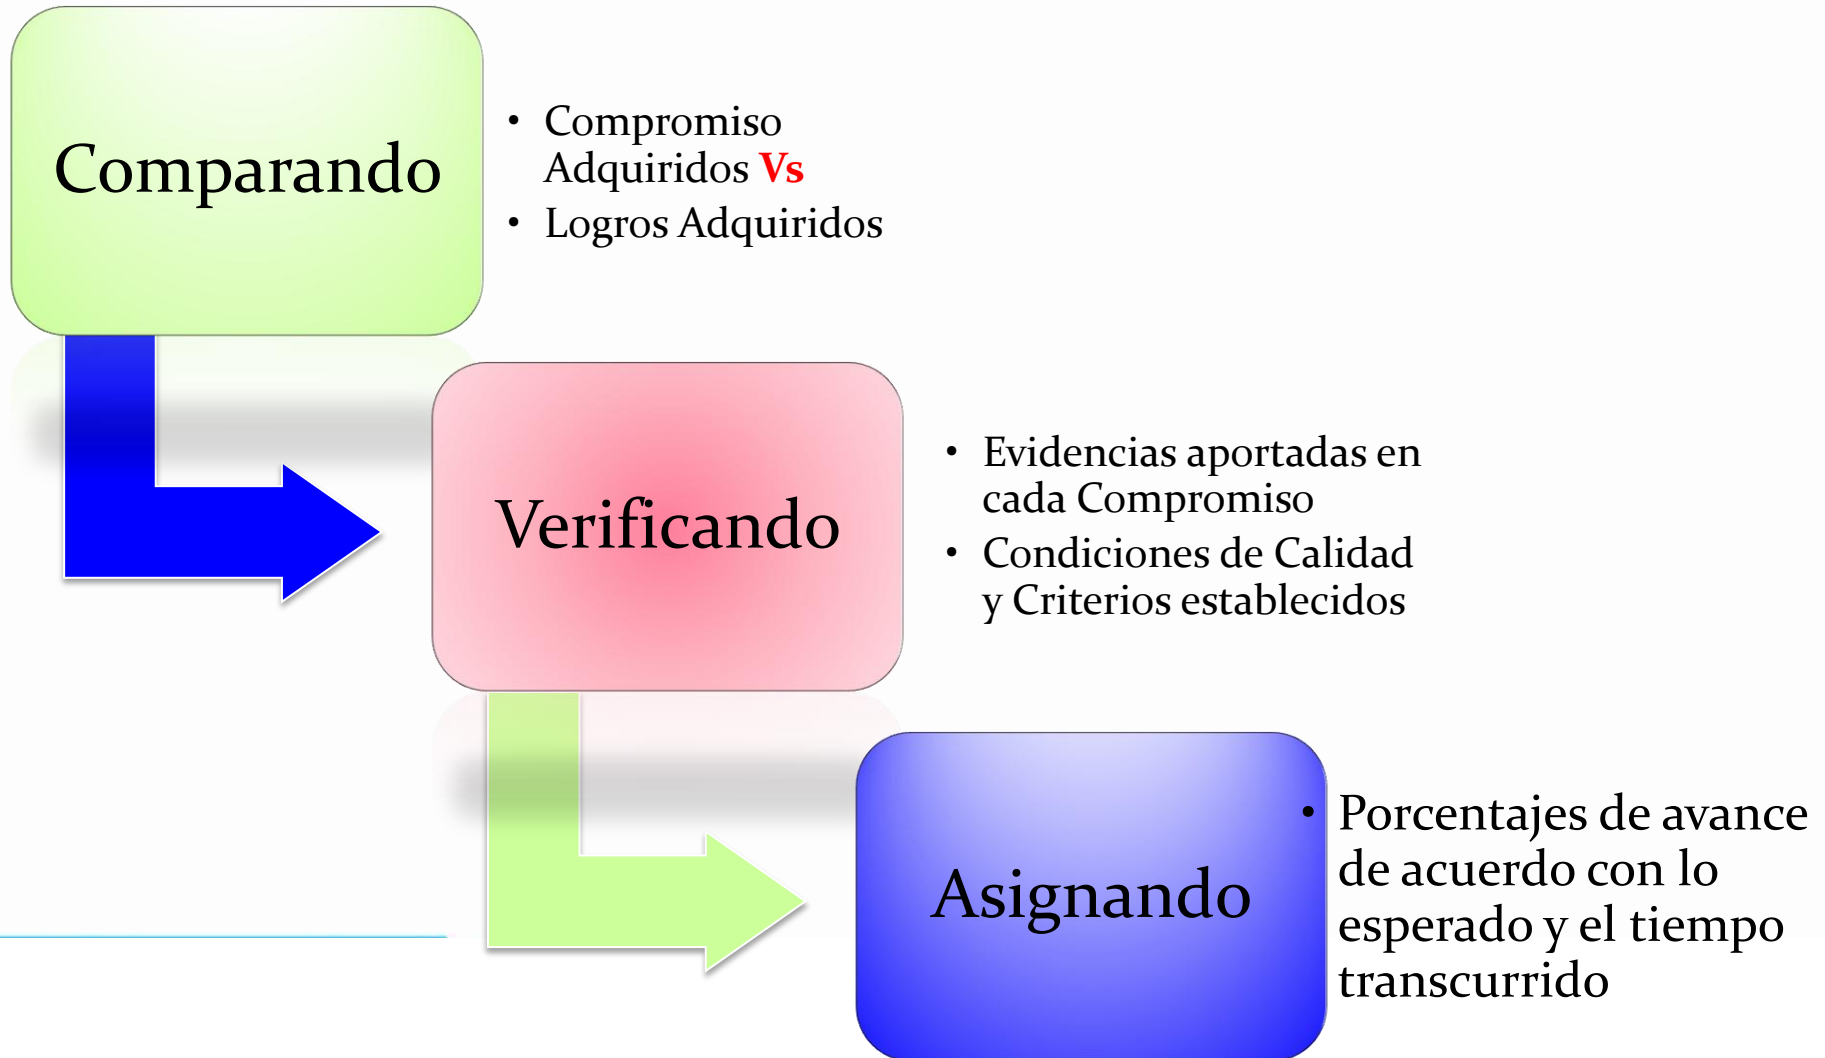 Comparando
• Compromiso
Adquiridos Vs
• Logros Adquiridos
Verificando
• Evidencias aportadas en
cada Compromiso
• Condiciones de Calidad
y Criterios establecidos
Asignando
• Porcentajes de avance
de acuerdo con lo
esperado y el tiempo
transcurrido